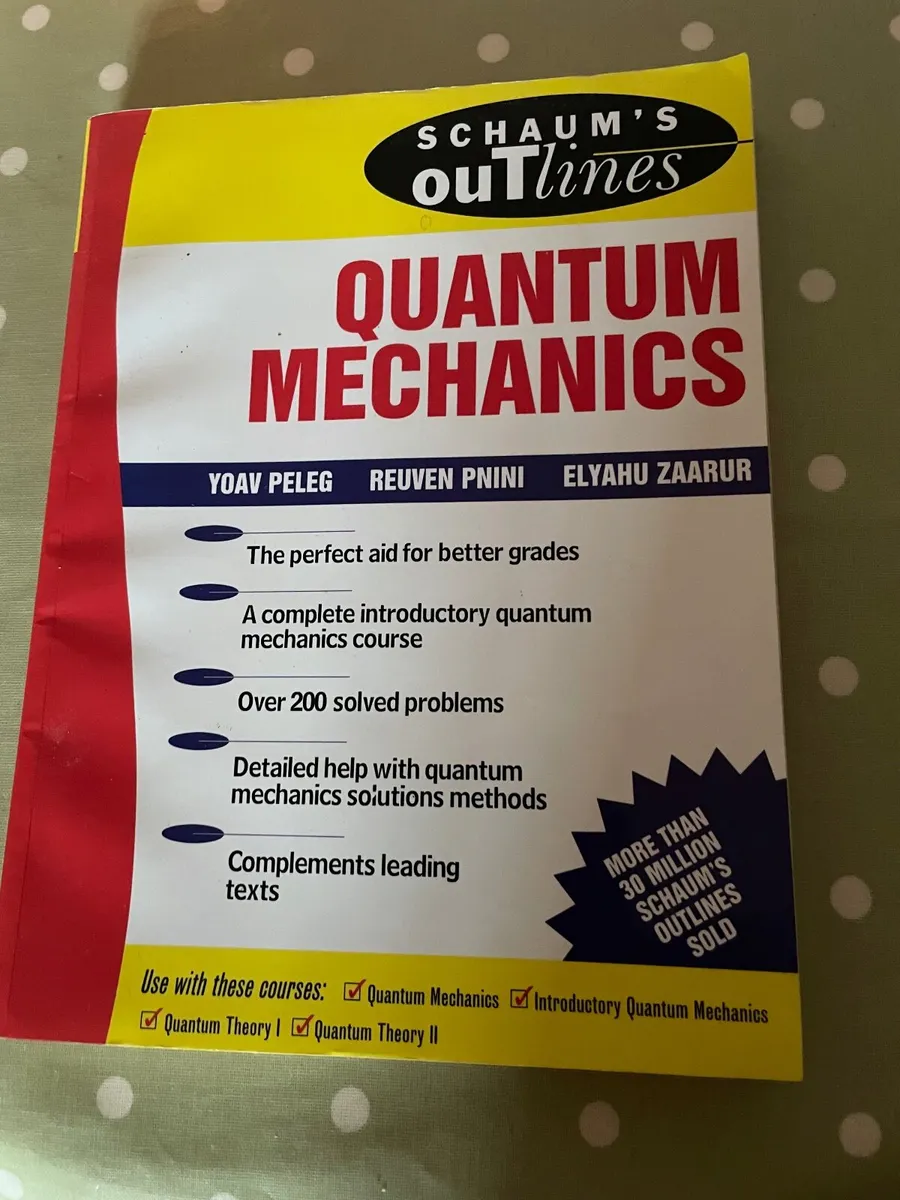 SCHAUM'S
ouTlines
QUANTUM
MECHANICS
YOAV PELEG REUVEN PNINI ELYAHU ZAARUR
The perfect aid for better grades
A complete introductory quantum
mechanics course
Over 200 solved problems
Detailed help with quantum
mechanics solutions methods
Complements leading
texts
MORE THAN
30 MILLION
SCHAUM'S
OUTLINES
SOLD
Use with these courses: Quantum Mechanics Introductory Quantum Mechanics
Quantum Theory I Quantum Theory II